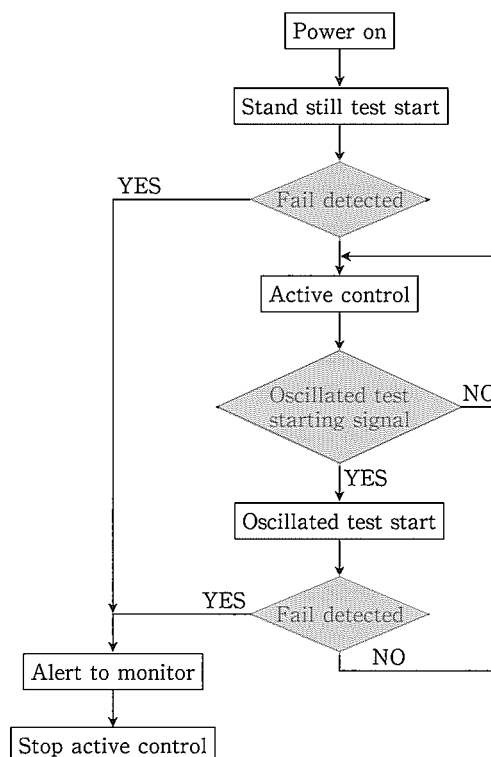 Power on
Stand still test start
YES
Fail detected
Active control
Oscillated test
starting signal
NO
YES
Oscillated test start
YES
Fail detected
NO
Alert to monitor
Stop active control